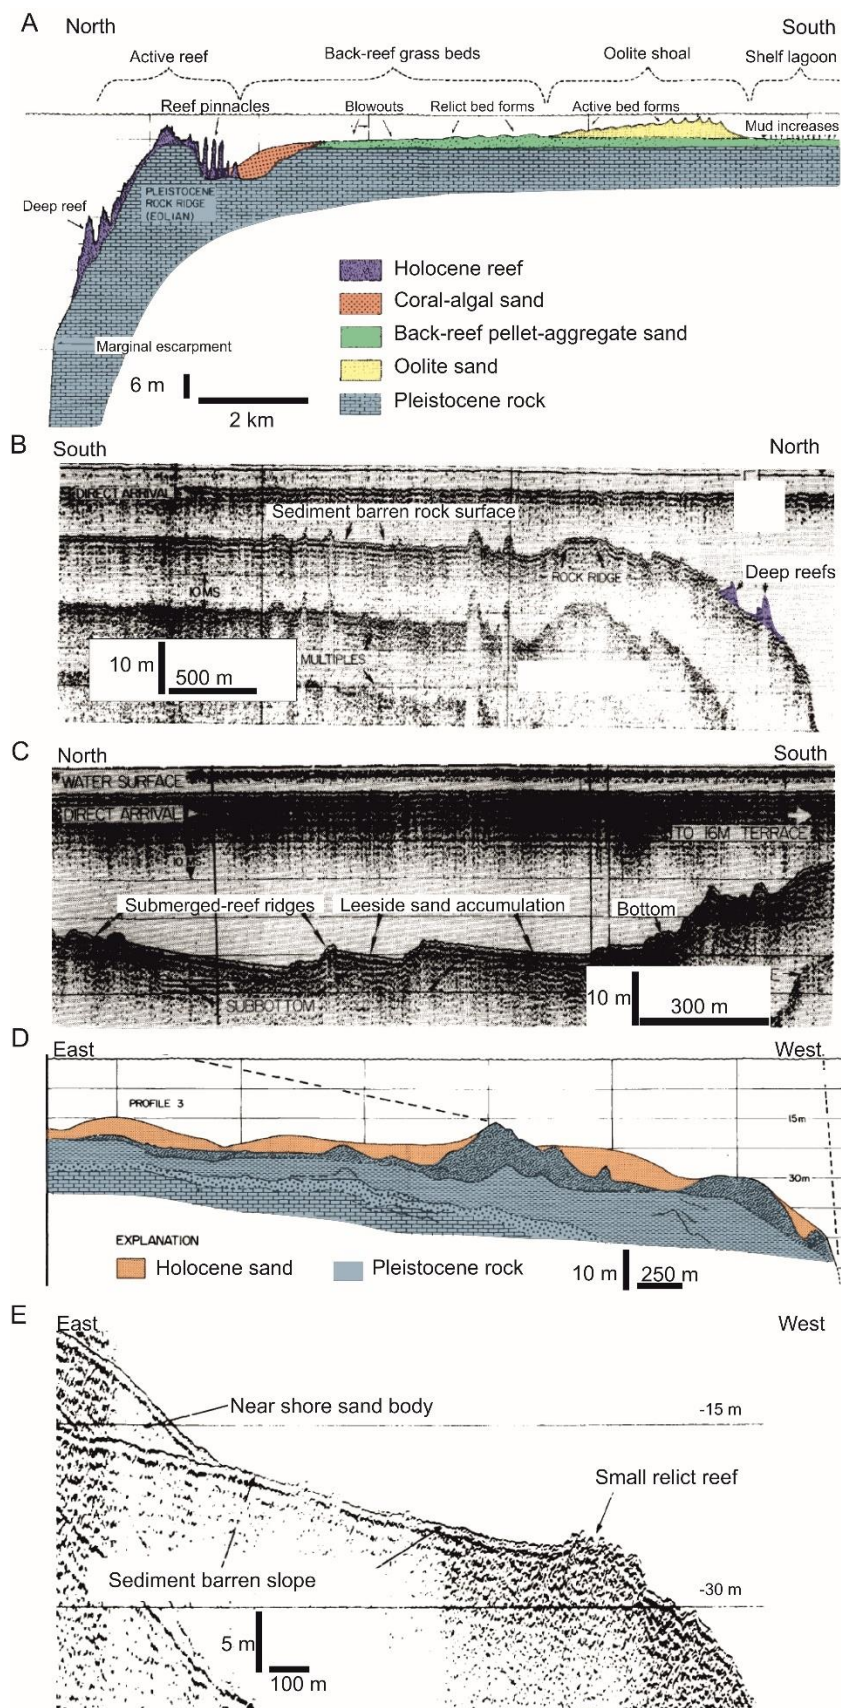 A
North
South
Active reef
Back-reef grass beds
Oolite shoal
Shelf lagoon
Reef pinnacles
Blowouts
Relict bed forms
Active bed forms
Mud increases
PLEISTOCENE
ROCK RIDGE
(EOLIAN)
Deep reef
Marginal escarpment
6 m
2 km
Holocene reef
Coral-algal sand
Back-reef pellet-aggregate sand
Oolite sand
Pleistocene rock
B
South
North
DIRECT ARRIVAL
Sediment barren rock surface
ROCK RIDGE
Deep reefs
10MS
MULTIPLES
10 m
500 m
C
North
South
WATER SURFACE
DIRECT ARRIVAL
TO 16M TERRACE
10 MS
Submerged-reef ridges
Leeside sand accumulation
Bottom
SUBBOTTOM
E
10 m
300 m
D
East
West
PROFILE 3
15m
30m
EXPLANATION
Holocene sand
Pleistocene rock
10 m
250 m
E
East
West
Near shore sand body
-15 m
Small relict reef
Sediment barren slope
-30 m
5 m
100 m